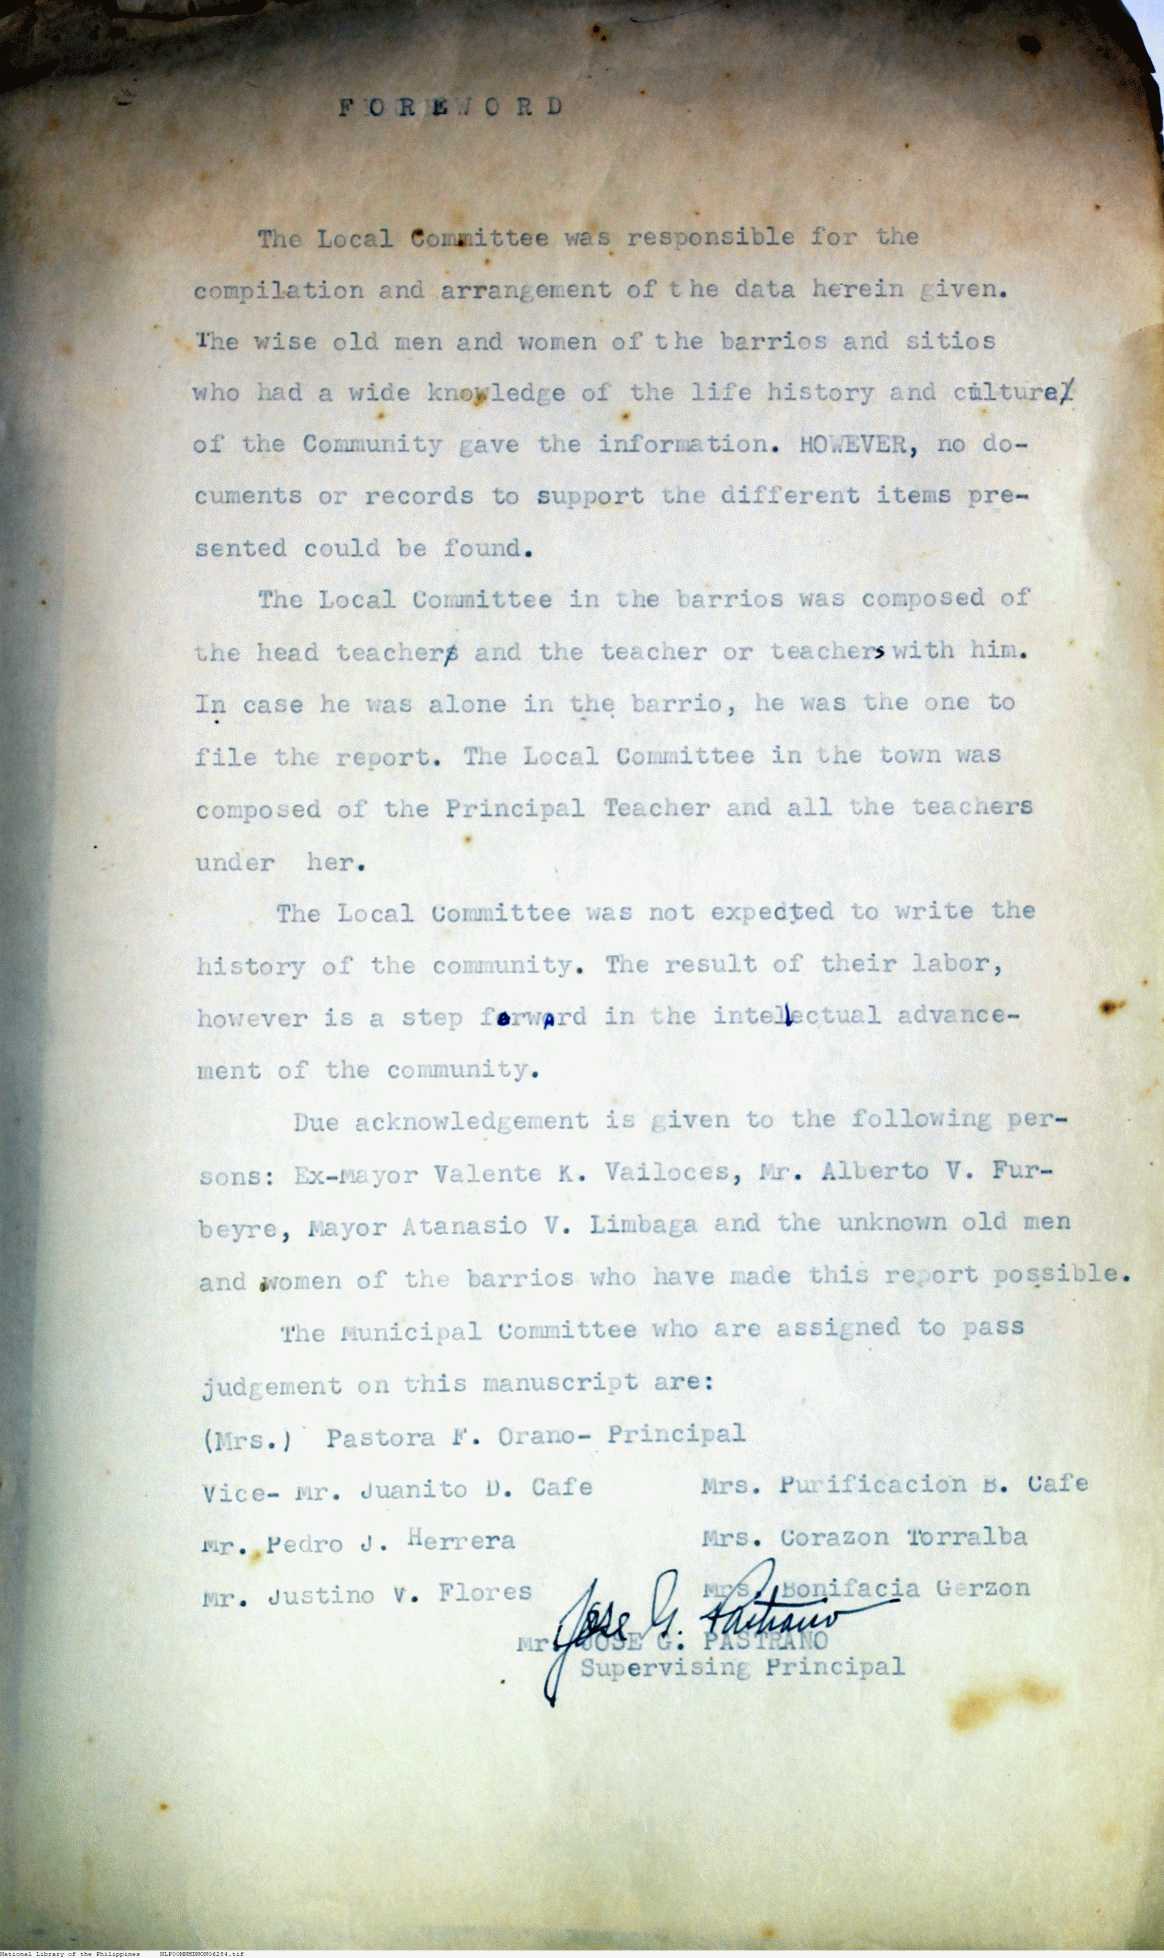 FOREWORD
The Local Committee was responsible for the
compilation and arrangement of the data herein given.
The wise old men and women of the barrios and sitios
who had a wide knowledge of the life history and culture
of the Community gave the information. HOWEVER, no do-
cuments or records to support the different items pre-
sented could be found.
The Local Committee in the barrios was composed of
the head teacher and the teacher or teachers with him.
In case he was alone in the barrio, he was the one to
file the report. The Local Committee in the town was
composed of the Principal Teacher and all the teachers
under her.
The Local Committee was not expected to write the
history of the community. The result of their labor,
however is a step forward in the intellectual advance-
ment of the community.
Due acknowledgement is given to the following per-
sons: Ex-Mayor Valente K. Vailoces, Mr. Alberto V. Fur-
beyre, Mayor Atanasio V. Limbaga and the unknown old men
and women of the barrios who have made this report possible.
The Municipal Committee who are assigned to pass
judgement on this manuscript are:
(Mrs.) Pastora F. Orano- Principal
Vice- Mr. Juanito D. Cafe Mrs. Purificacion B. Cafe
Mr. Pedro J. Herrera Mrs. Corazon Torralba
Mr. Justino V. Flores Mrs. Bonifacia Gerzon
Jose G. Pastrano
Mr. JOSE G. PASTRANO
Supervising Principal
National Library of the Philippines